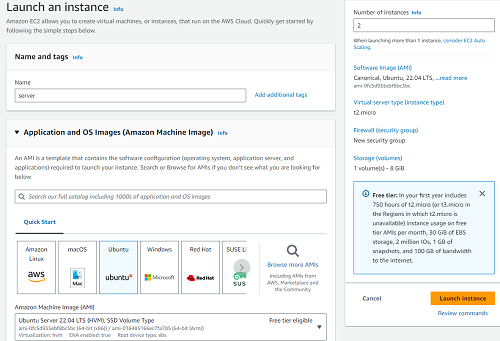 Launch an instance Info
Amazon EC2 allows you to create virtual machines, or instances, that run on the AWS Cloud. Quickly get started by
following the simple steps below.
Name and tags Info
Name
server
Add additional tags
Application and OS Images (Amazon Machine Image) Info
An AMI is a template that contains the software configuration (operating system, application server, and
applications) required to launch your instance. Search or Browse for AMIs if you don't see what you are looking for
below
Search our full catalog including 1000s of application and OS images
Quick Start
Amazon
Linux
aws
macOS
Mac
Ubuntu
ubuntu
Windows
Microsoft
Red Hat
Red Hat
SUSE Li
SUS
Browse more AMIs
Including AMIs from
AWS, Marketplace and
the Community
Amazon Machine Image (AMI)
Ubuntu Server 22.04 LTS (HVM), SSD Volume Type
Free tier eligible
ami-0fc5d935ebf8bc3bc (64-bit (x86)) / ami-016485166ec7fa705 (64-bit (Arm))
Virtualization: hvm ENA enabled: true Root device type: ebs
Number of instances Info
2
When launching more than 1 instance, consider EC2 Auto
Scaling.
Software Image (AMI)
Canonical, Ubuntu, 22.04 LTS, ...read more
ami-0fc5d935ebf8bc3bc
Virtual server type (instance type)
t2.micro
Firewall (security group)
New security group
Storage (volumes)
1 volume(s) - 8 GiB
Free tier: In your first year includes
750 hours of t2.micro (or t3.micro in
the Regions in which t2.micro is
unavailable) instance usage on free
tier AMIs per month, 30 GiB of EBS
storage, 2 million IOs, 1 GB of
snapshots, and 100 GB of bandwidth
to the internet.
Cancel
Launch instance
Review commands